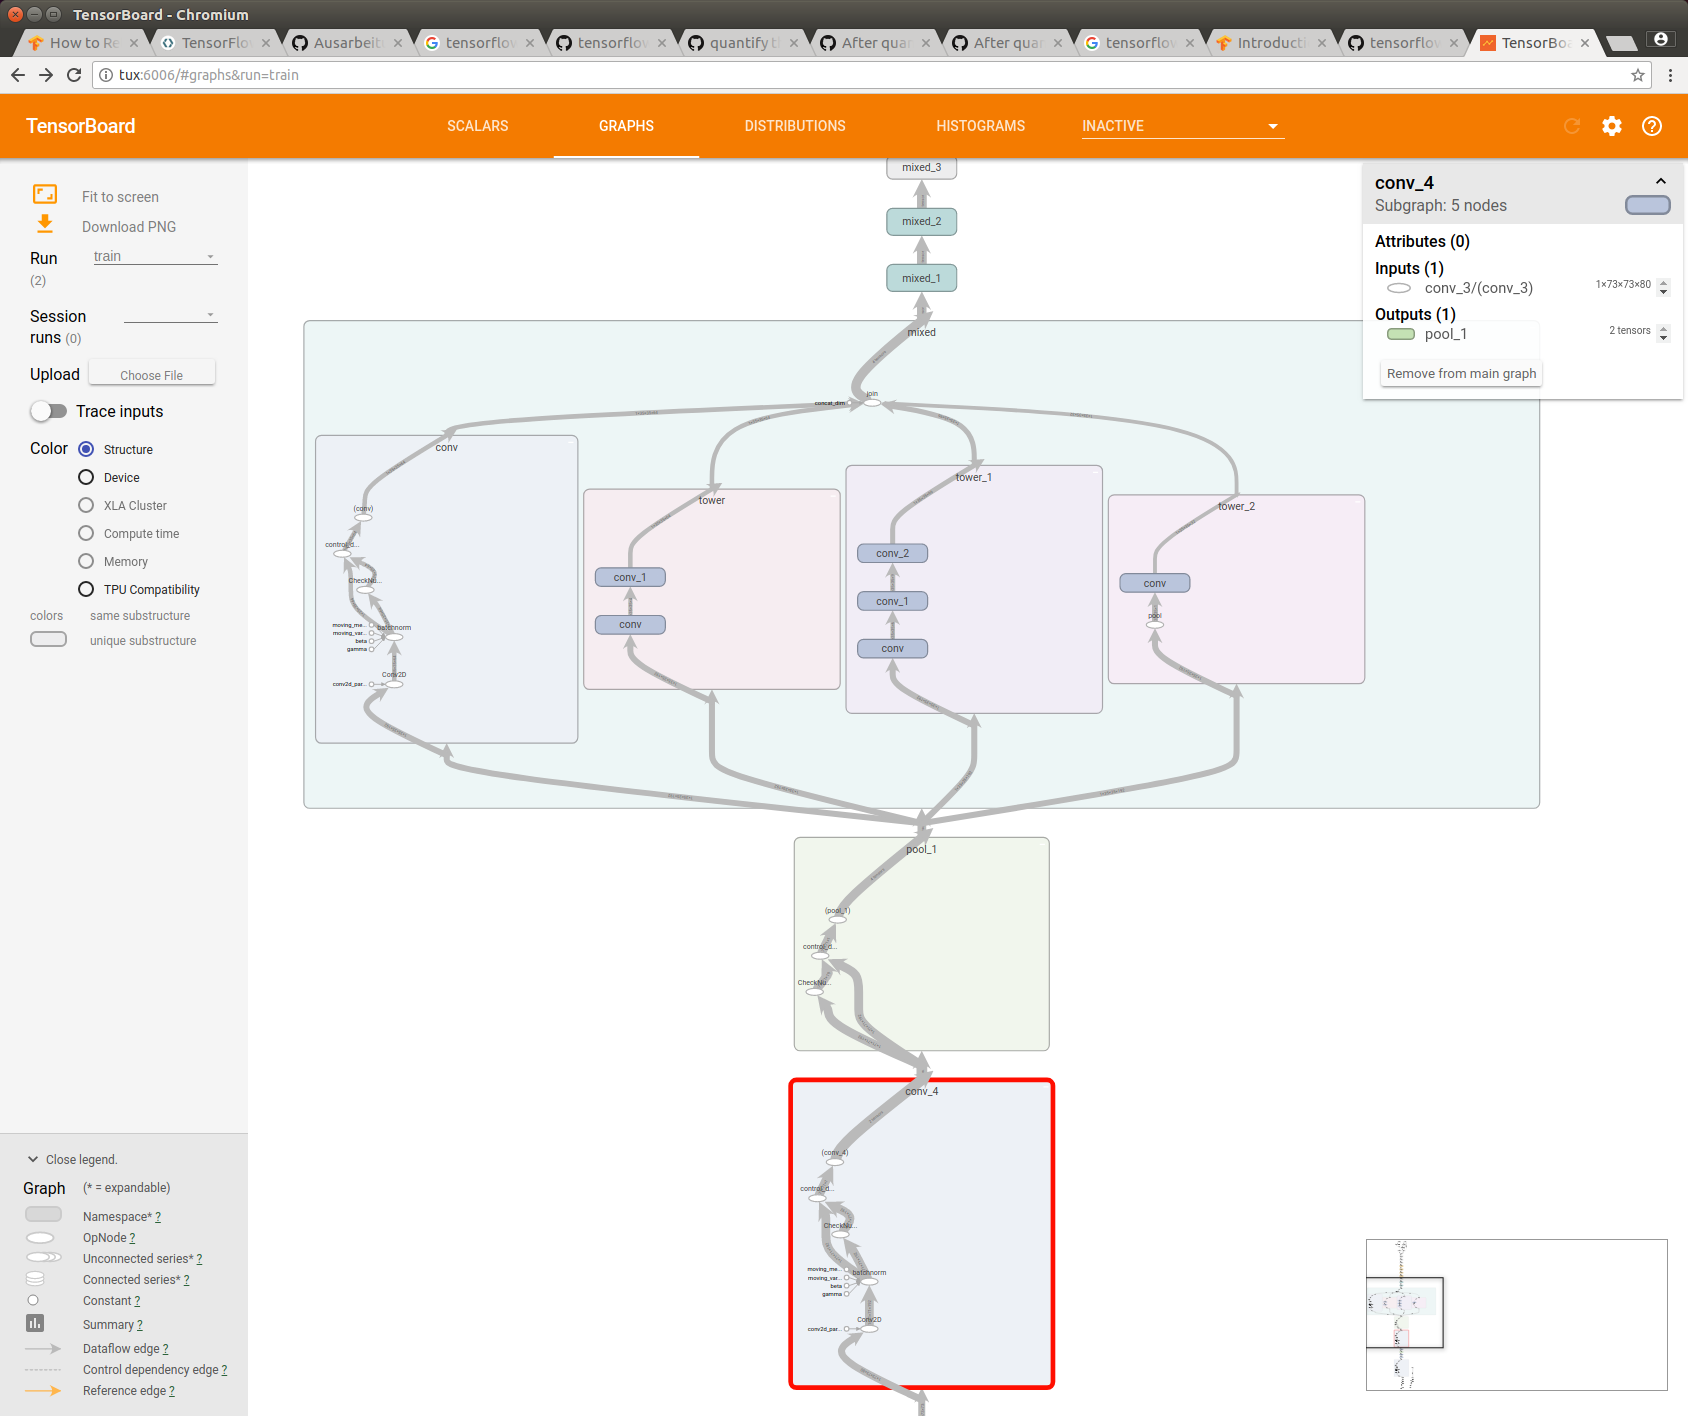 TensorBoard - Chromium
How to Re
TensorFlo
Ausarbeit
tensorflov
tensorflov
quantify t
After quar
After quar
tensorflov
Introducti
tensorflov
TensorBo
tux:6006/#graphs&run=train
TensorBoard
SCALARS
GRAPHS
DISTRIBUTIONS
HISTOGRAMS
INACTIVE
Fit to screen
Download PNG
Run
train
(2)
Session
runs (0)
Upload
Choose File
Trace inputs
Color
Structure
Device
XLA Cluster
Compute time
Memory
TPU Compatibility
colors same substructure
unique substructure
Close legend.
Graph (* = expandable)
Namespace* ?
OpNode ?
Unconnected series* ?
Connected series* ?
Constant ?
Summary ?
Dataflow edge ?
Control dependency edge ?
Reference edge ?
mixed_3
mixed_2
mixed_1
mixed
join
concat_dim
conv
(conv)
control_d...
CheckNu...
moving_me...
batchnorm
moving_var...
beta
gamma
Conv2D
conv2d_par...
tower
conv_1
conv
tower_1
conv_2
conv_1
conv
tower_2
conv
pool
pool_1
(pool_1)
control_d...
CheckNu...
conv_4
(conv_4)
control_d...
CheckNu...
moving_me...
batchnorm
moving_var...
beta
gamma
Conv2D
conv2d_par...
conv_4
Subgraph: 5 nodes
Attributes (0)
Inputs (1)
conv_3/(conv_3)
1×73×73×80
Outputs (1)
pool_1
2 tensors
Remove from main graph